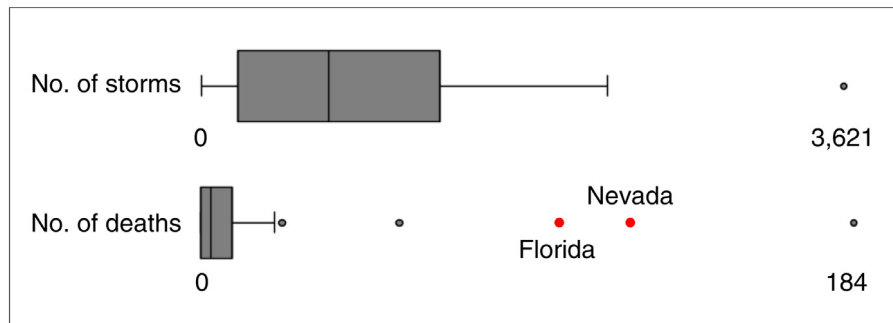 No. of storms
0
3,621
Nevada
No. of deaths
Florida
0
184